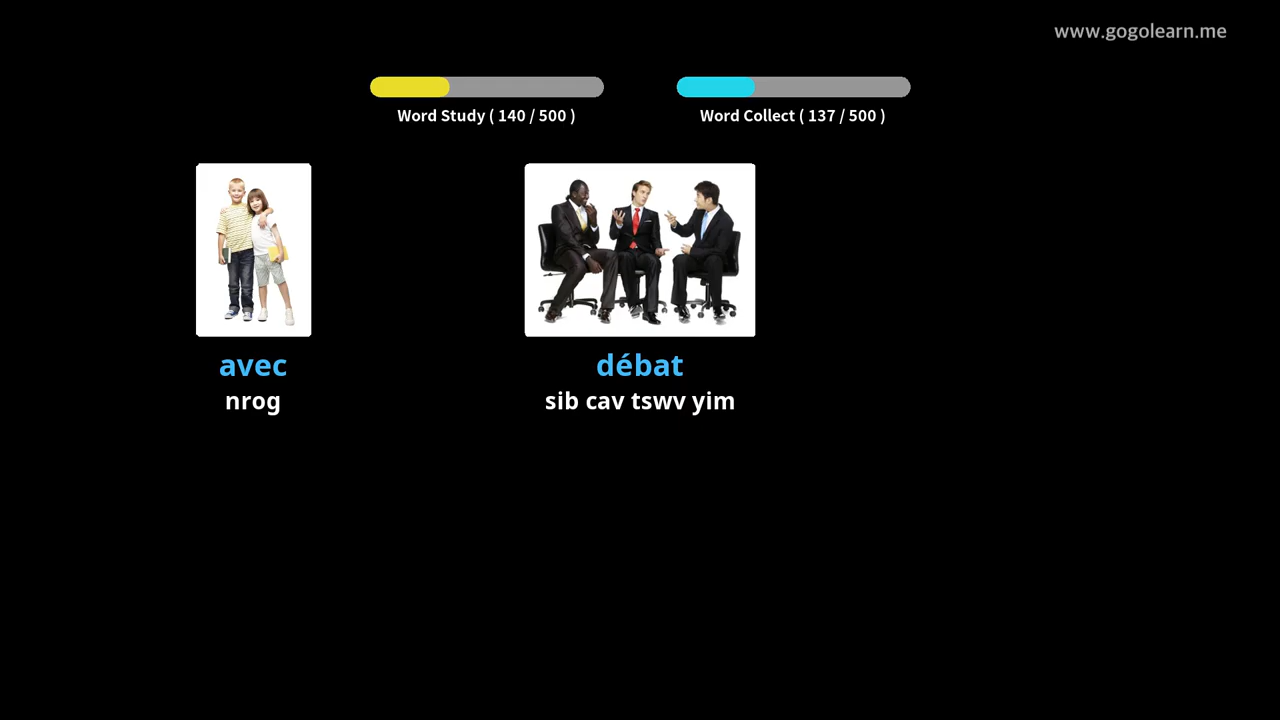 www.gogolearn.me
Word Study ( 140 / 500 )
Word Collect ( 137 / 500 )
avec
nrog
débat
sib cav tswv yim